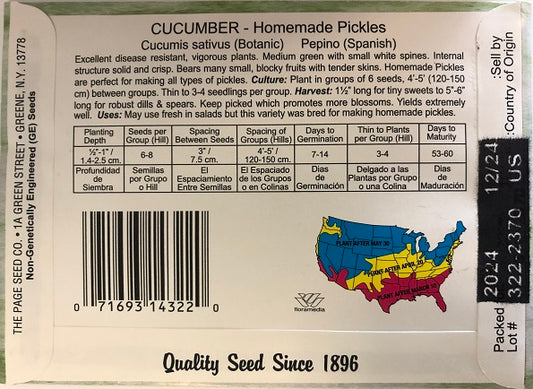 CUCUMBER - Homemade Pickles
Cucumis sativus (Botanic) Pepino (Spanish)
Excellent disease resistant, vigorous plants. Medium green with small white spines. Internal
structure solid and crisp. Bears many small, blocky fruits with tender skins. Homemade Pickles
are perfect for making all types of pickles. Culture: Plant in groups of 6 seeds, 4'-5' (120-150
cm) between groups. Thin to 3-4 seedlings per group. Harvest: 1½" long for tiny sweets to 5"-6"
long for robust dills & spears. Keep picked which promotes more blossoms. Yields extremely
well. Uses: May use fresh in salads but this variety was bred for making homemade pickles.
Planting Depth Seeds per Group (Hill) Spacing Between Seeds Spacing of Groups (Hills) Days to Germination Thin to Plants per Group (Hill) Days to Maturity
½"-1" / 1.4-2.5 cm. 6-8 3" / 7.5 cm. 4'-5' / 120-150 cm. 7-14 3-4 53-60
Profundidad de Siembra Semillas por Grupo o Hill El Espaciamiento Entre Semillas El Espaciado de los Grupos o en Colinas Dias de Germinación Delgado a las Plantas por Grupo o una Colina Dias de Maduración
0 71693 14322 0
PLANT AFTER MAY 30
PLANT AFTER APRIL 20
PLANT AFTER MARCH 10
floramedia
Quality Seed Since 1896
THE PAGE SEED CO. • 1A GREEN STREET • GREENE, N.Y. 13778
Non-Genetically Engineered (GE) Seeds
:Sell by
:Country of Origin
12/24
US
2024
322-2370
Packed
Lot #